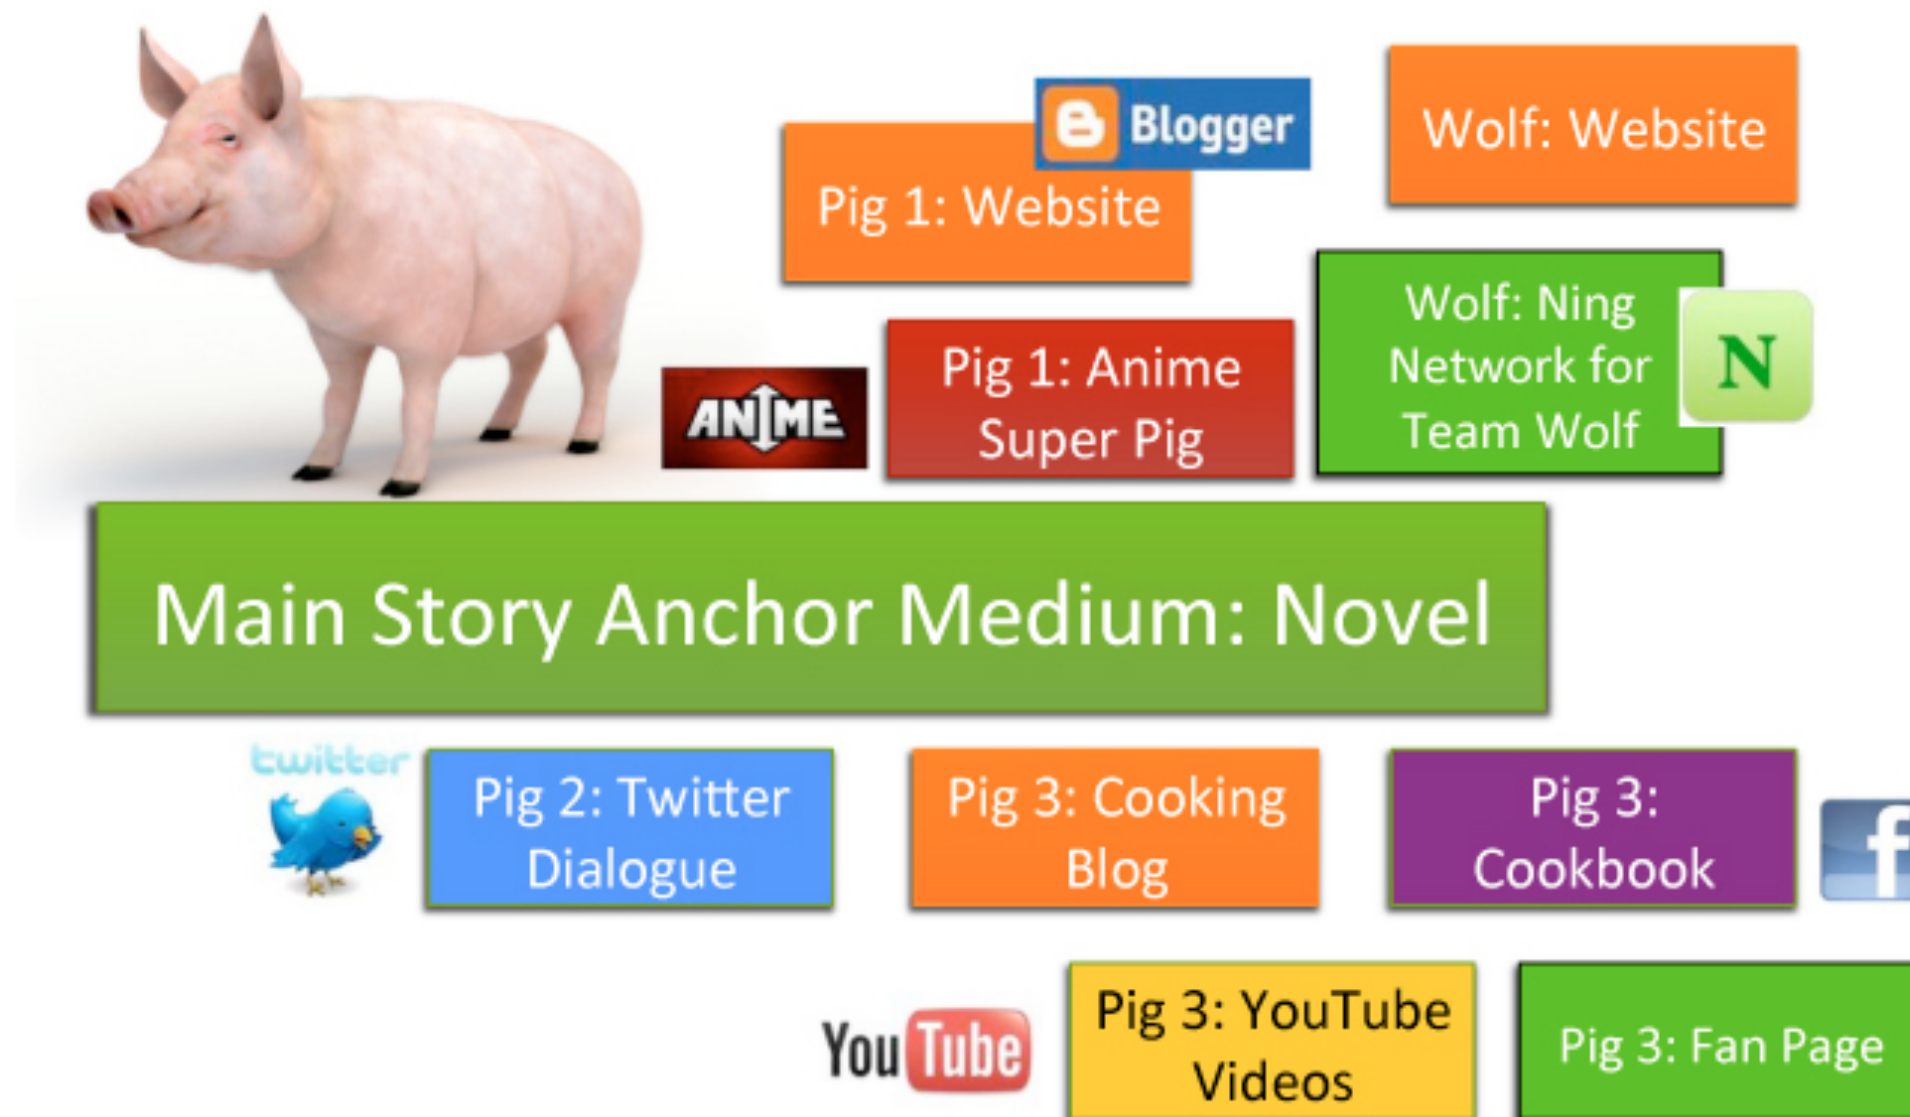 Blogger
Wolf: Website
Pig 1: Website
Wolf: Ning
Network for
Team Wolf
N
Pig 1: Anime
Super Pig
ANIME
Main Story Anchor Medium: Novel
twitter
Pig 2: Twitter
Dialogue
Pig 3: Cooking
Blog
Pig 3:
Cookbook
f
YouTube
Pig 3: YouTube
Videos
Pig 3: Fan Page